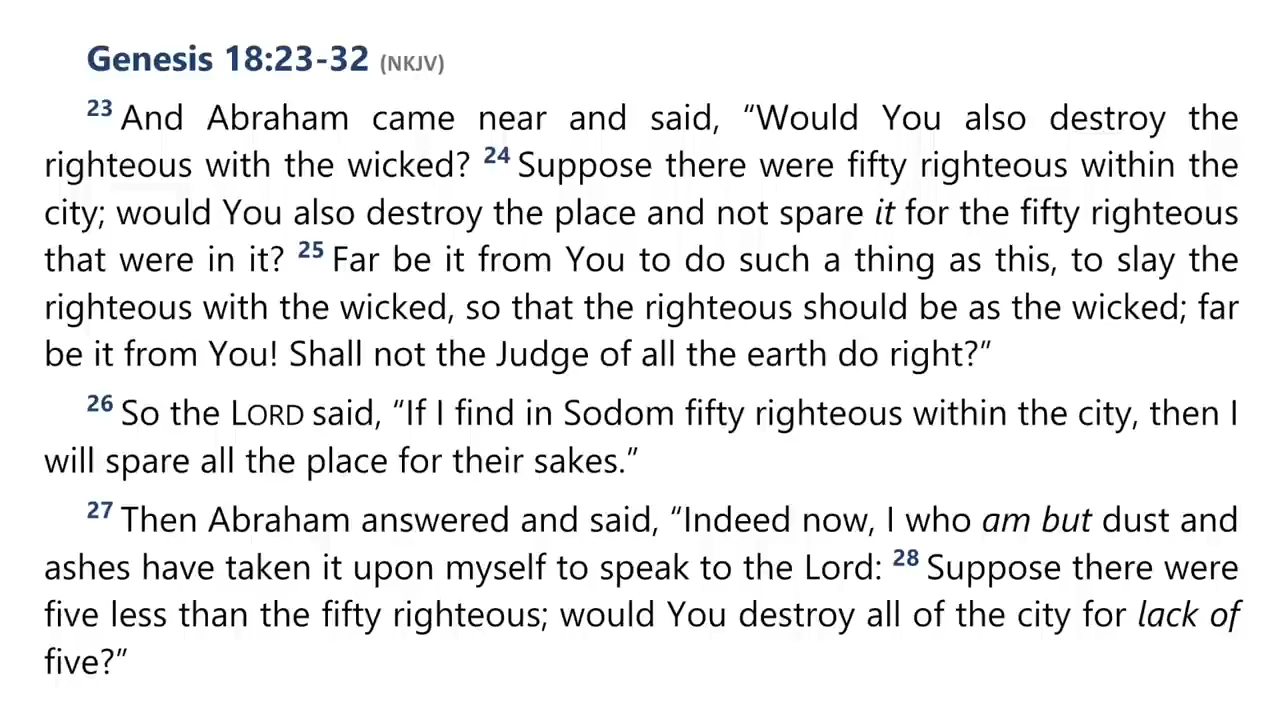 Genesis 18:23-32 (NKJV)
23 And Abraham came near and said, “Would You also destroy the
righteous with the wicked? 24 Suppose there were fifty righteous within the
city; would You also destroy the place and not spare it for the fifty righteous
that were in it? 25 Far be it from You to do such a thing as this, to slay the
righteous with the wicked, so that the righteous should be as the wicked; far
be it from You! Shall not the Judge of all the earth do right?”
26 So the LORD said, “If I find in Sodom fifty righteous within the city, then I
will spare all the place for their sakes.”
27 Then Abraham answered and said, “Indeed now, I who am but dust and
ashes have taken it upon myself to speak to the Lord: 28 Suppose there were
five less than the fifty righteous; would You destroy all of the city for lack of
five?”